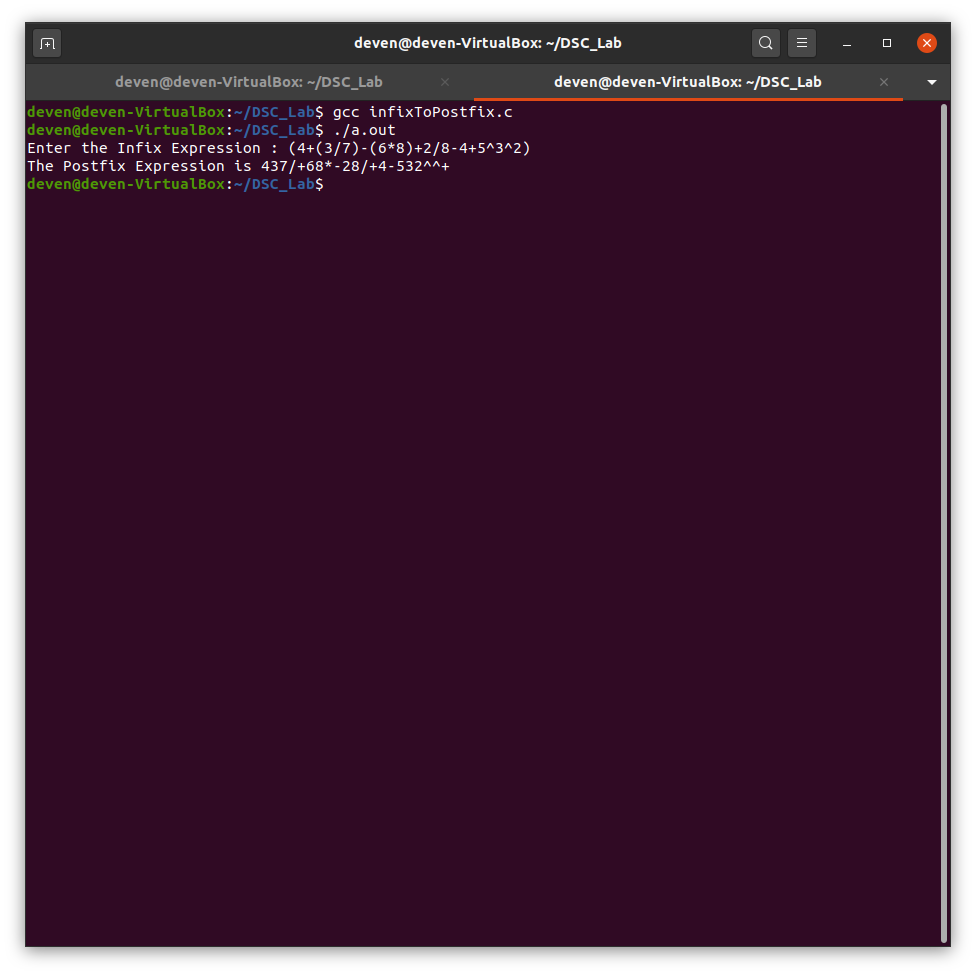 deven@deven-VirtualBox: ~/DSC_Lab
deven@deven-VirtualBox: ~/DSC_Lab
deven@deven-VirtualBox: ~/DSC_Lab
deven@deven-VirtualBox:~/DSC_Lab$ gcc infixToPostfix.c
deven@deven-VirtualBox:~/DSC_Lab$ ./a.out
Enter the Infix Expression : (4+(3/7)-(6*8)+2/8-4+5^3^2)
The Postfix Expression is 437/+68*-28/+4-532^^+
deven@deven-VirtualBox:~/DSC_Lab$